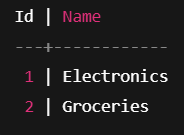 Id | Name
---+------------
1 | Electronics
2 | Groceries